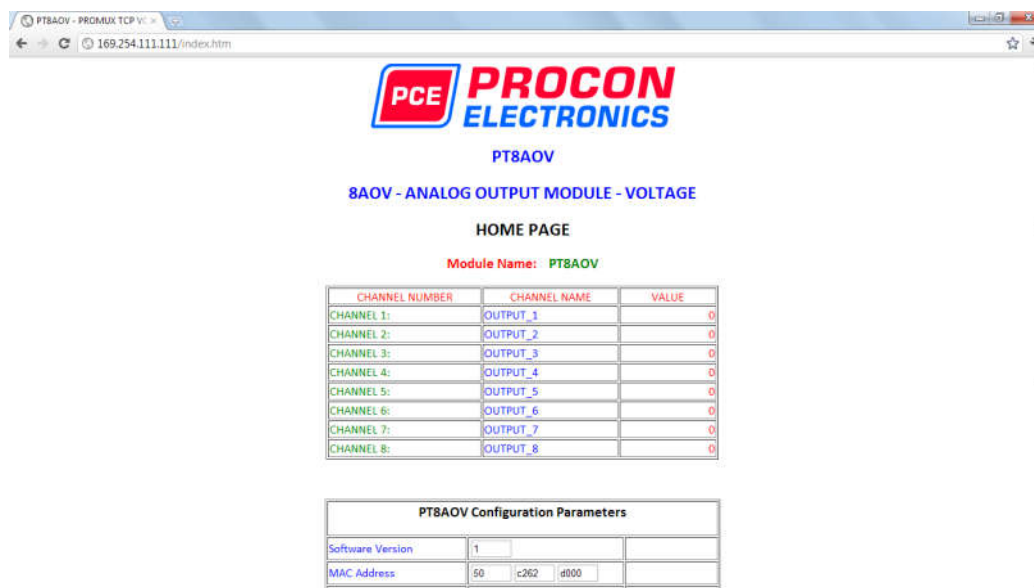 PT8AOV - PROMUX TCP V
169.254.111.111/index.htm
PCE PROCON ELECTRONICS
PT8AOV
8AOV - ANALOG OUTPUT MODULE - VOLTAGE
HOME PAGE
Module Name: PT8AOV
CHANNEL NUMBER CHANNEL NAME VALUE
CHANNEL 1: OUTPUT_1 0
CHANNEL 2: OUTPUT_2 0
CHANNEL 3: OUTPUT_3 0
CHANNEL 4: OUTPUT_4 0
CHANNEL 5: OUTPUT_5 0
CHANNEL 6: OUTPUT_6 0
CHANNEL 7: OUTPUT_7 0
CHANNEL 8: OUTPUT_8 0
PT8AOV Configuration Parameters
Software Version 1
MAC Address 50 c262 d000